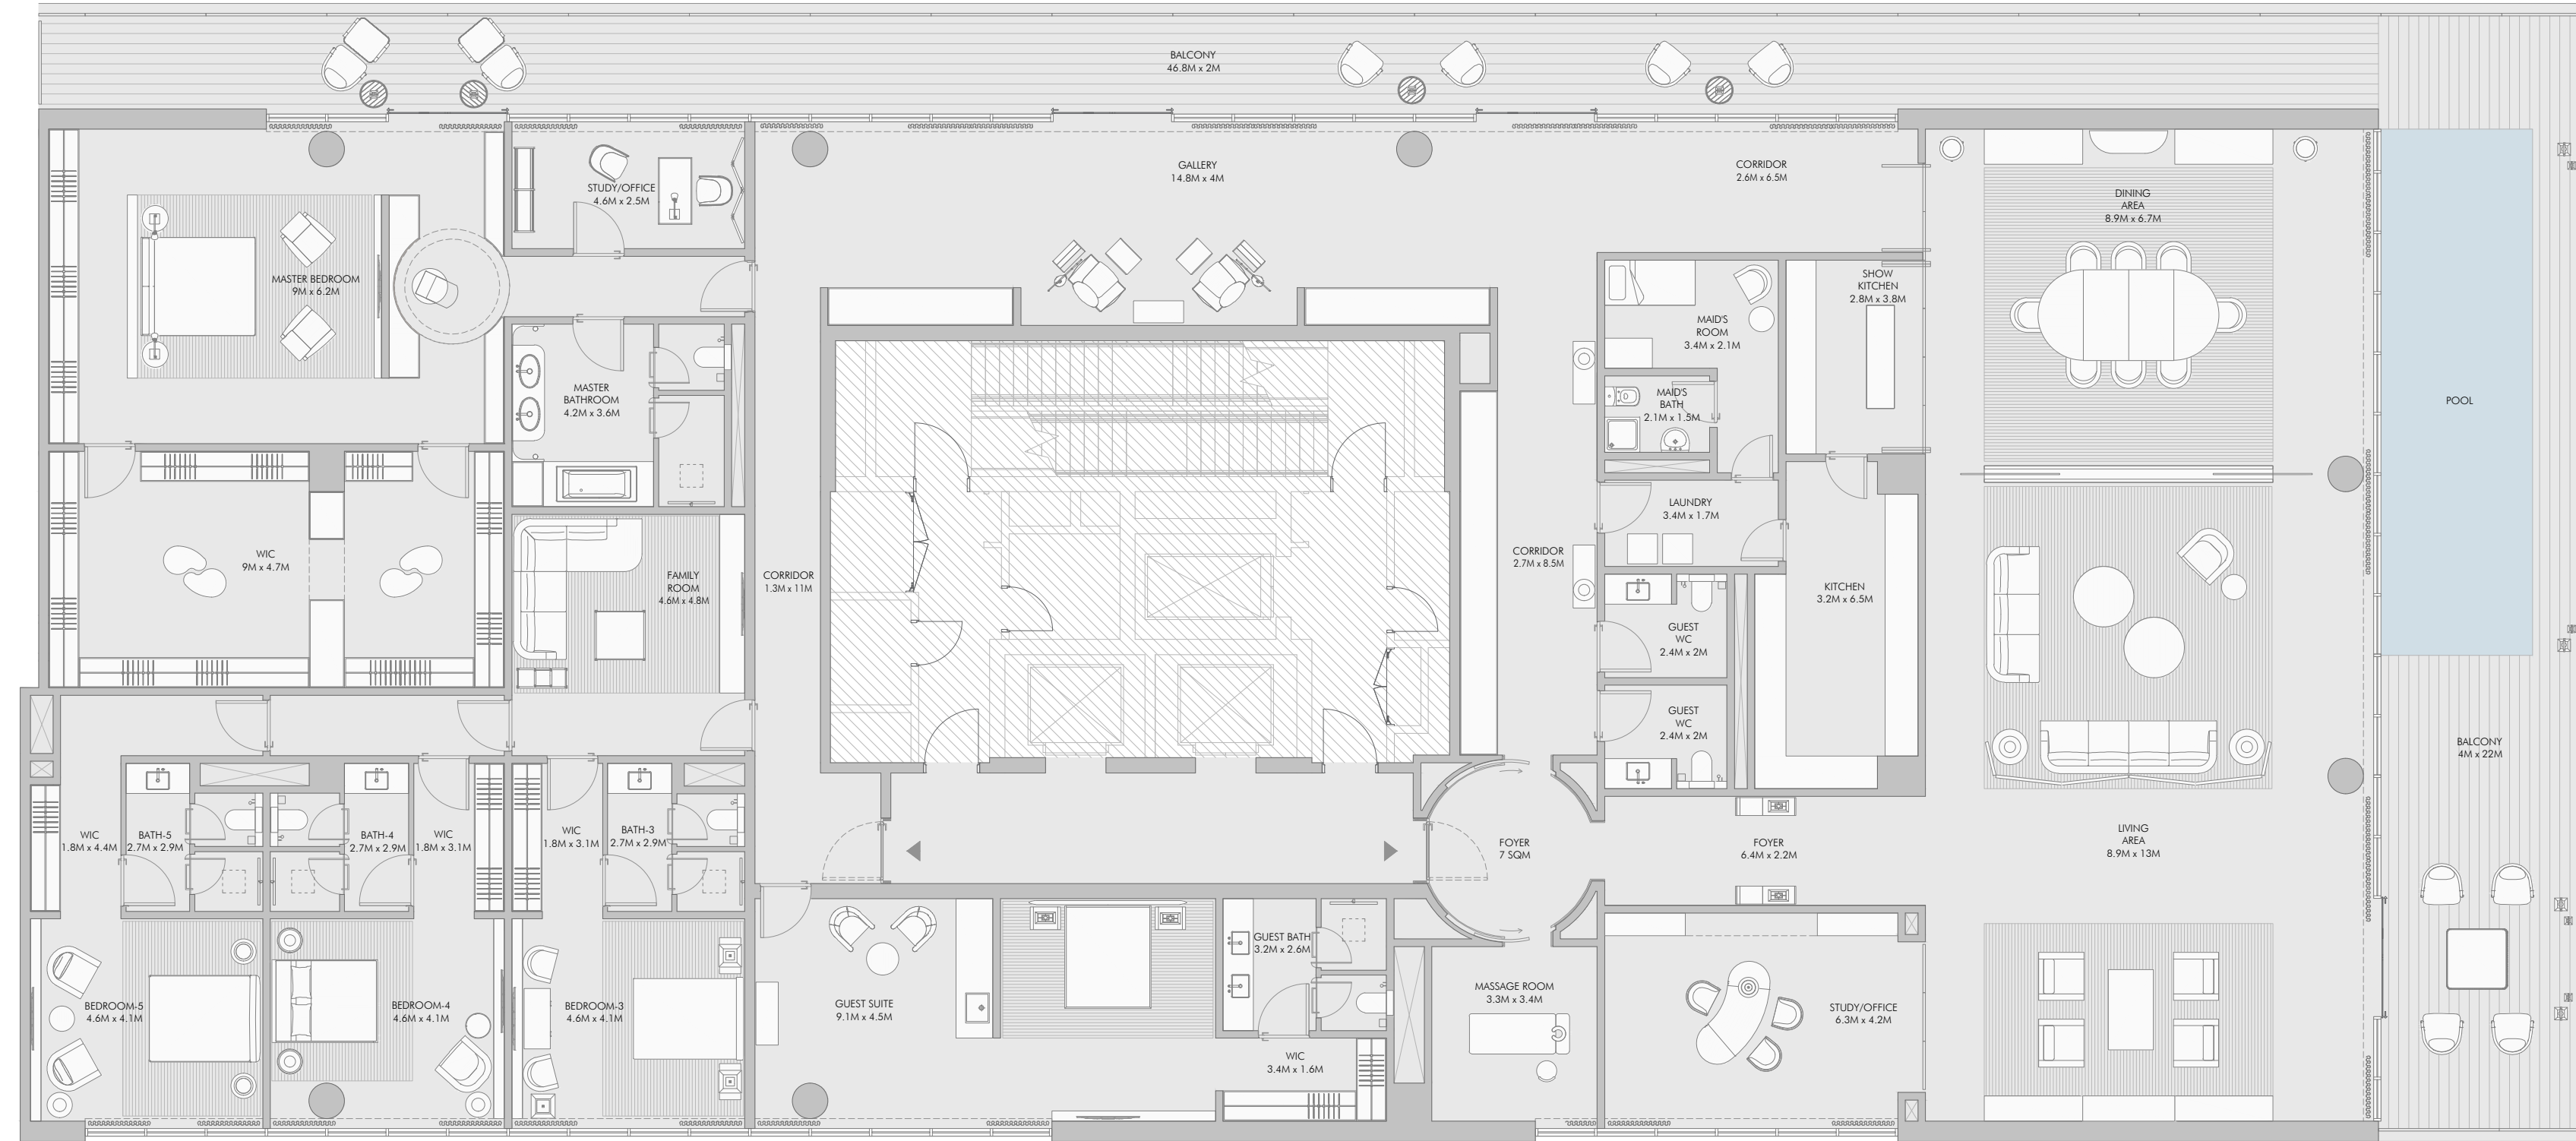 BALCONY
46.8M x 2M
GALLERY
14.8M x 4M
CORRIDOR
2.6M x 6.5M
STUDY/OFFICE
4.6M x 2.5M
DINING
AREA
8.9M x 6.7M
MASTER BEDROOM
9M x 6.2M
SHOW
KITCHEN
2.8M x 3.8M
MAID'S
ROOM
3.4M x 2.1M
MASTER
BATHROOM
4.2M x 3.6M
MAID'S
BATH
2.1M x 1.5M
POOL
LAUNDRY
3.4M x 1.7M
WIC
9M x 4.7M
FAMILY
ROOM
4.6M x 4.8M
CORRIDOR
1.3M x 11M
CORRIDOR
2.7M x 8.5M
KITCHEN
3.2M x 6.5M
GUEST
WC
2.4M x 2M
GUEST
WC
2.4M x 2M
BALCONY
4M x 22M
WIC
1.8M x 4.4M
BATH-5
2.7M x 2.9M
BATH-4
2.7M x 2.9M
WIC
1.8M x 3.1M
WIC
1.8M x 3.1M
BATH-3
2.7M x 2.9M
FOYER
7 SQM
FOYER
6.4M x 2.2M
LIVING
AREA
8.9M x 13M
GUEST BATH
3.2M x 2.6M
BEDROOM-5
4.6M x 4.1M
BEDROOM-4
4.6M x 4.1M
BEDROOM-3
4.6M x 4.1M
GUEST SUITE
9.1M x 4.5M
MASSAGE ROOM
3.3M x 3.4M
STUDY/OFFICE
6.3M x 4.2M
WIC
3.4M x 1.6M